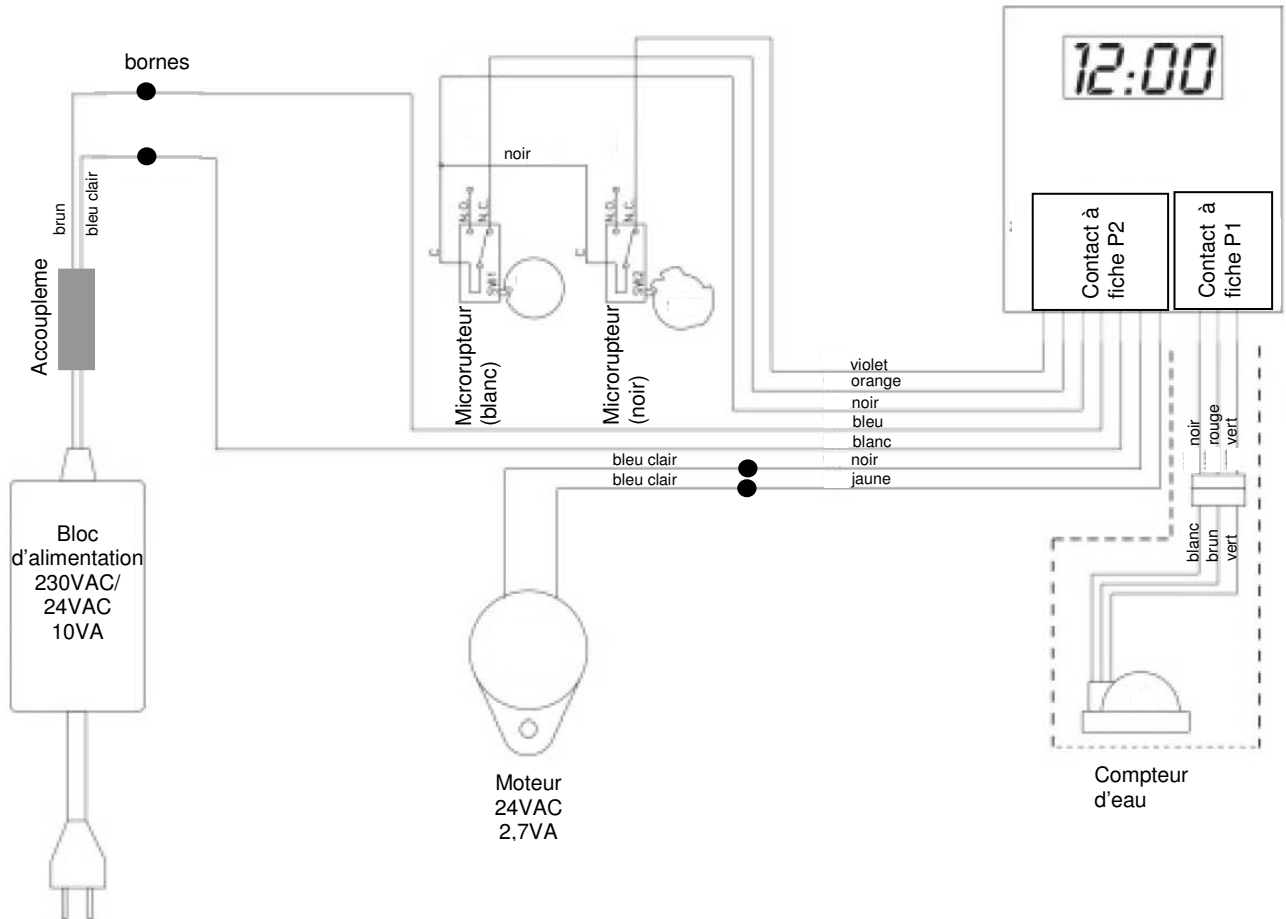 bornes
12:00
noir
brun
bleu clair
N.O.
N.C.
N.O.
N.C.
C
C
SW1
SW2
Contact à
fiche P2
Contact à
fiche P1
Accoupleme
Microrupteur
(blanc)
Microrupteur
(noir)
violet
orange
noir
bleu
blanc
bleu clair
noir
bleu clair
jaune
noir
rouge
vert
blanc
brun
vert
Bloc
d'alimentation
230VAC/
24VAC
10VA
Moteur
24VAC
2,7VA
Compteur
d'eau